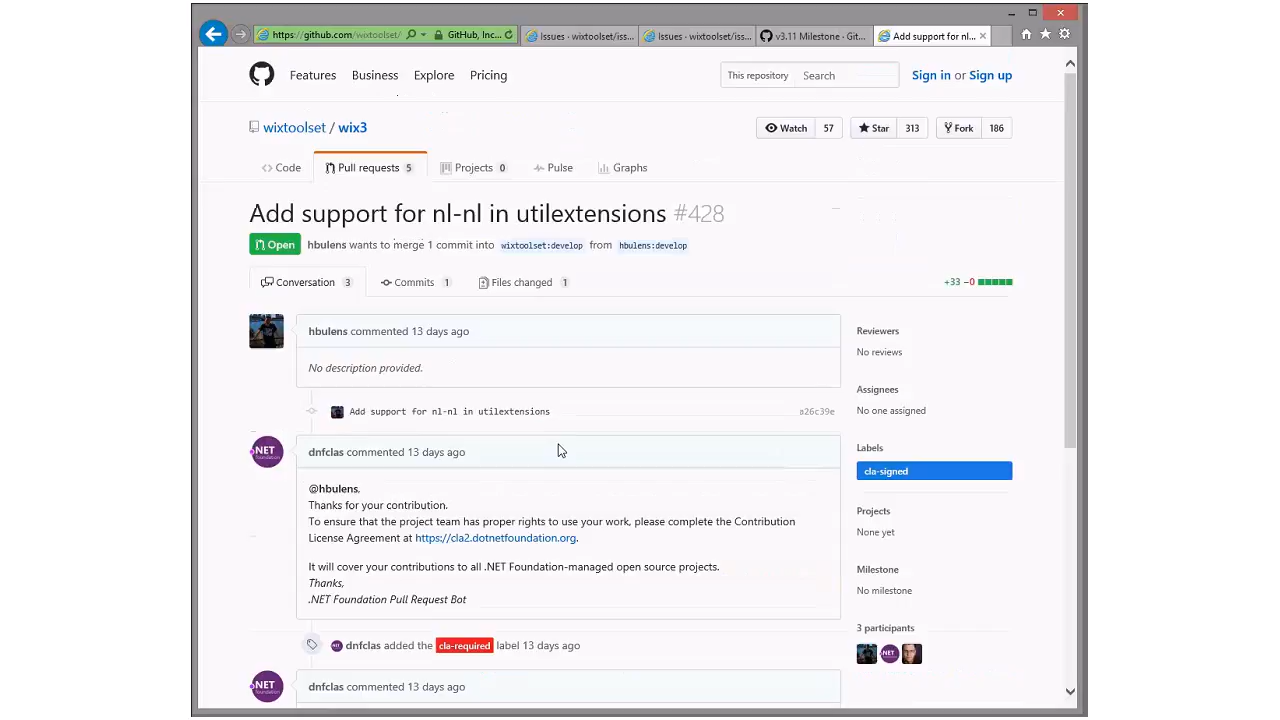 https://github.com/wixtoolset/ GitHub, Inc... Issues · wixtoolset/iss... Issues · wixtoolset/iss... v3.11 Milestone · Git... Add support for nl...
Features Business Explore Pricing This repository Search Sign in or Sign up
wixtoolset / wix3 Watch 57 Star 313 Fork 186
Code Pull requests 5 Projects 0 Pulse Graphs
Add support for nl-nl in utilextensions #428
Open hbulens wants to merge 1 commit into wixtoolset:develop from hbulens:develop
Conversation 3 Commits 1 Files changed 1 +33 −0
hbulens commented 13 days ago
No description provided.
Add support for nl-nl in utilextensions a26c39e
dnfclas commented 13 days ago
@hbulens,
Thanks for your contribution.
To ensure that the project team has proper rights to use your work, please complete the Contribution
License Agreement at https://cla2.dotnetfoundation.org.
It will cover your contributions to all .NET Foundation-managed open source projects.
Thanks,
.NET Foundation Pull Request Bot
dnfclas added the cla-required label 13 days ago
dnfclas commented 13 days ago
Reviewers
No reviews
Assignees
No one assigned
Labels
cla-signed
Projects
None yet
Milestone
No milestone
3 participants
.NET
foundation
.NET
foundation
NET